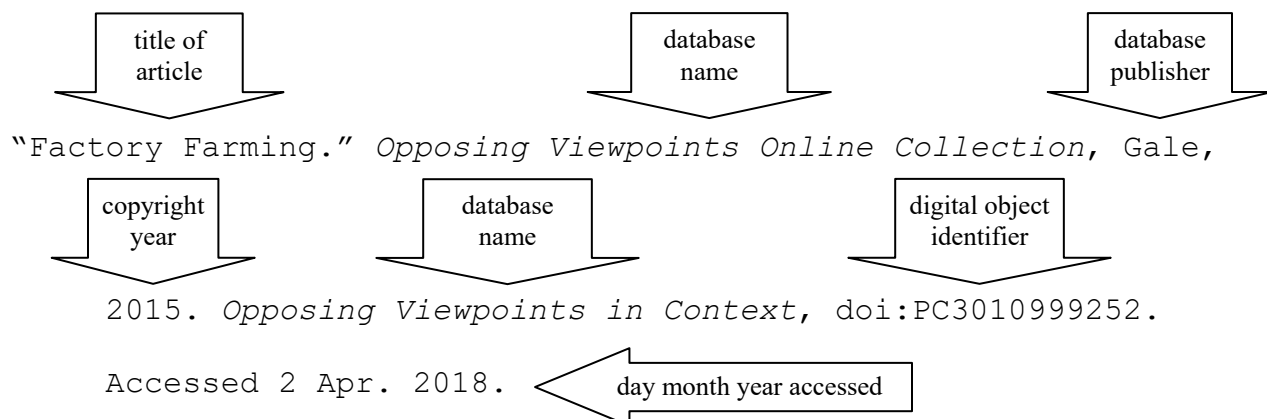 title of
article
database
name
database
publisher
“Factory Farming.” Opposing Viewpoints Online Collection, Gale,
copyright
year
database
name
digital object
identifier
2015. Opposing Viewpoints in Context, doi:PC3010999252.
Accessed 2 Apr. 2018.
day month year accessed